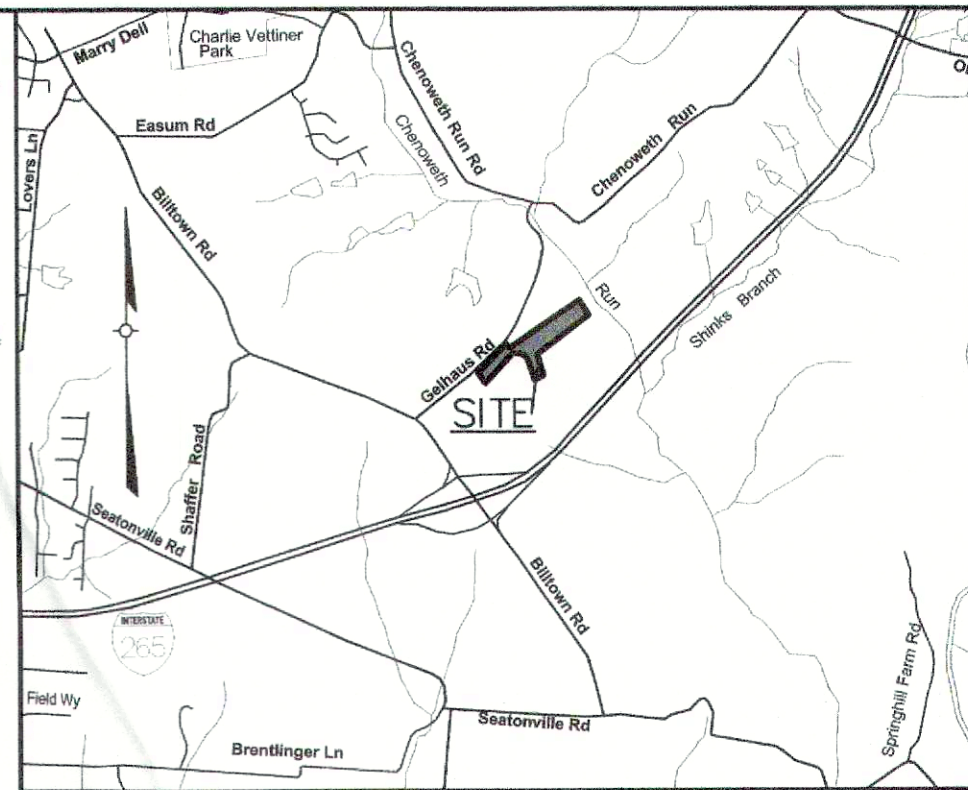 Marry Dell
Charlie Vettiner
Park
Chenoweth Run Rd
Easum Rd
Chenoweth
Chenoweth Run
Lovers Ln
Billtown Rd
Run
Shinks Branch
Gelhaus Rd
SITE
Shaffer Road
Seatonville Rd
Billtown Rd
INTERSTATE
265
Springhill Farm Rd
Field Wy
Seatonville Rd
Brentlinger Ln